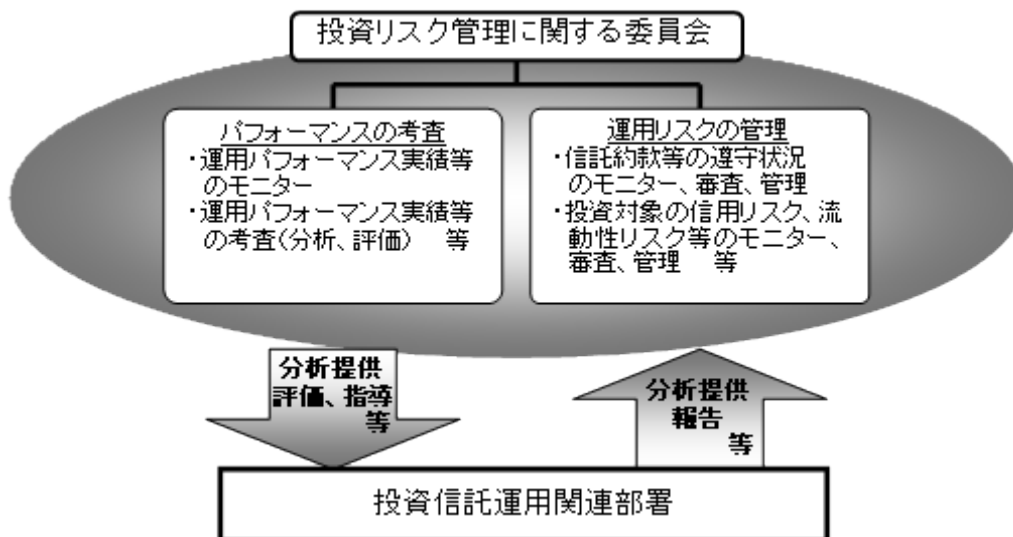 投資リスク管理に関する委員会
パフォーマンスの考査
・運用パフォーマンス実績等
のモニター
・運用パフォーマンス実績等
の考査(分析、評価) 等
運用リスクの管理
・信託約款等の遵守状況
のモニター、審査、管理
・投資対象の信用リスク、流
動性リスク等のモニター、
審査、管理 等
分析提供
評価、指導
等
分析提供
報告
等
投資信託運用関連部署